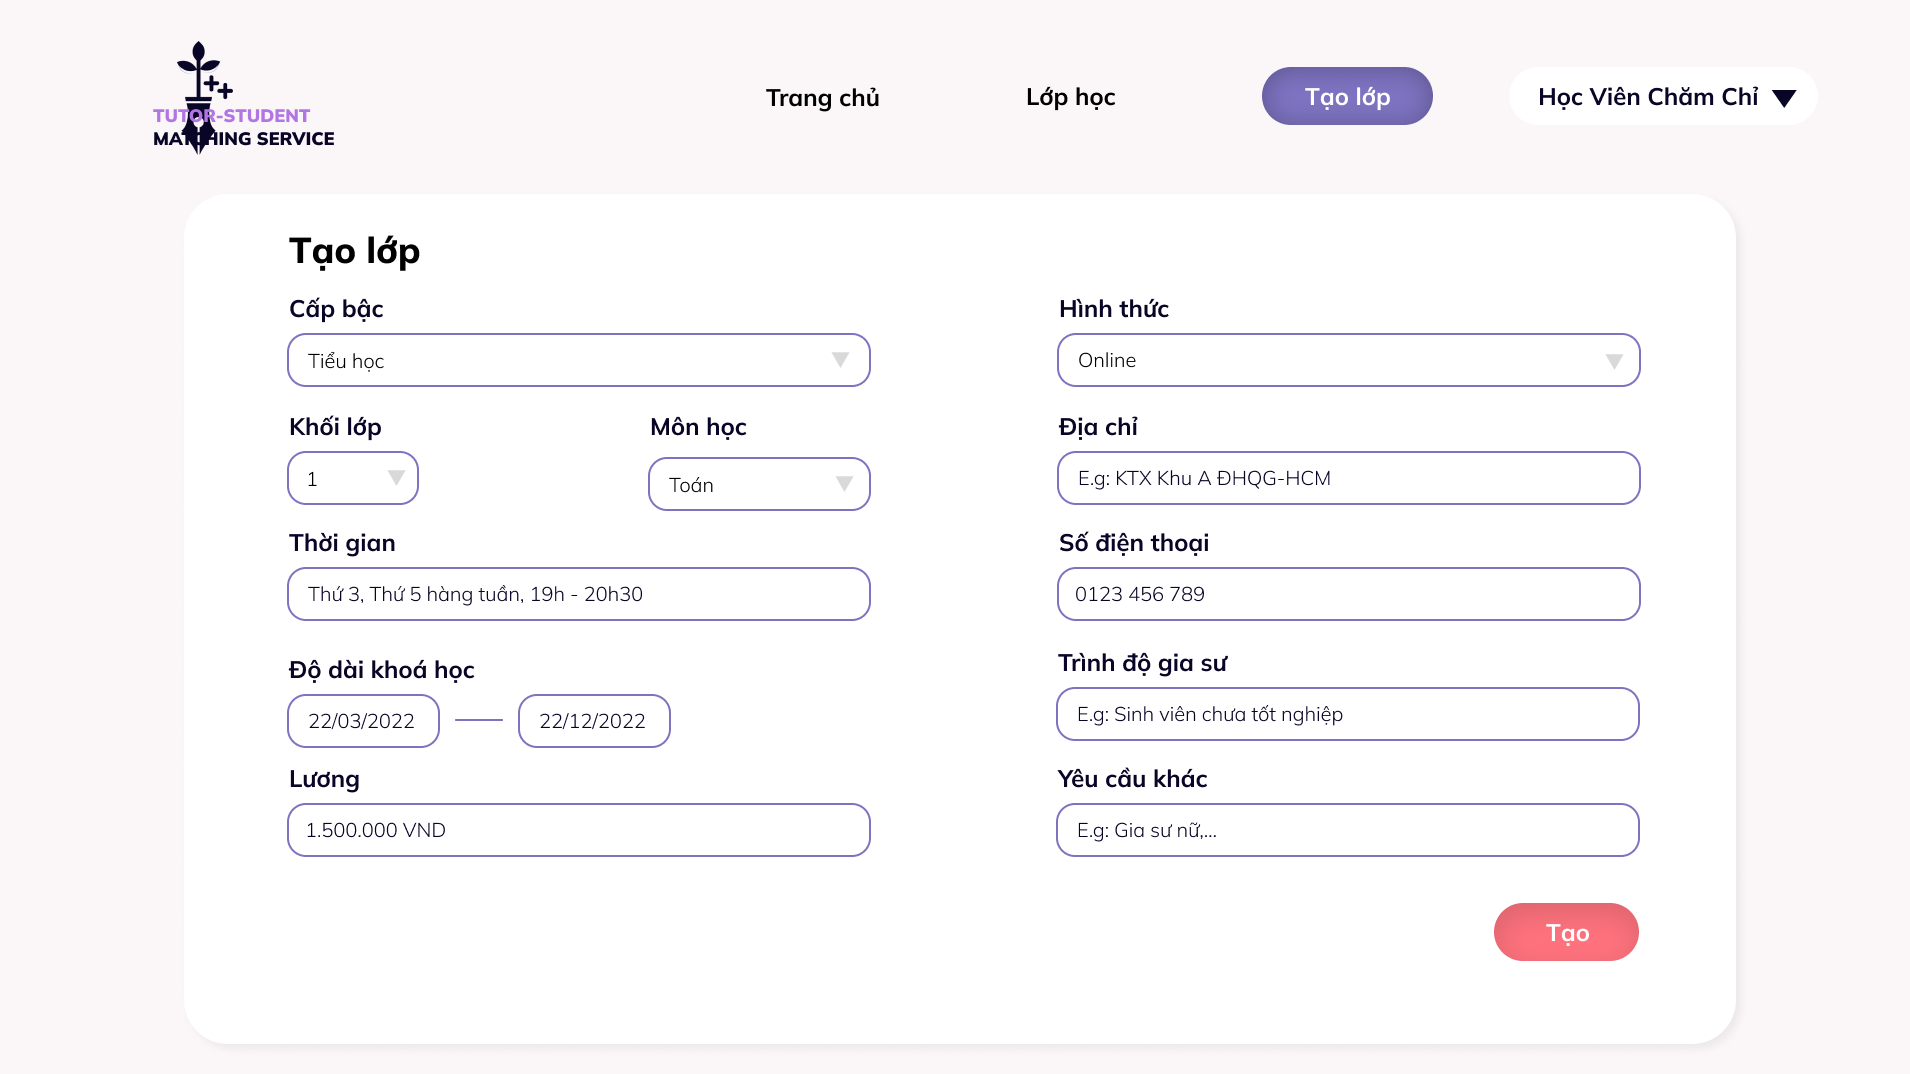 TUTOR-STUDENT
MATCHING SERVICE
Trang chủ
Lớp học
Tạo lớp
Học Viên Chăm Chỉ
Tạo lớp
Cấp bậc
Tiểu học
Khối lớp
Môn học
1
Toán
Thời gian
Thứ 3, Thứ 5 hàng tuần, 19h - 20h30
Độ dài khoá học
22/03/2022
22/12/2022
Lương
1.500.000 VND
Hình thức
Online
Địa chỉ
E.g: KTX Khu A ĐHQG-HCM
Số điện thoại
0123 456 789
Trình độ gia sư
E.g: Sinh viên chưa tốt nghiệp
Yêu cầu khác
E.g: Gia sư nữ,...
Tạo